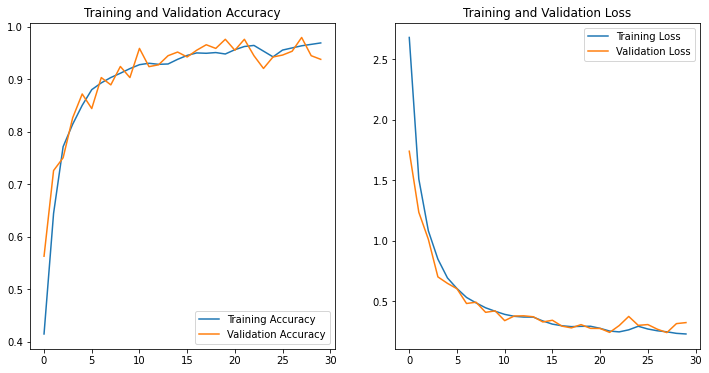 Training and Validation Accuracy
1.0
0.9
0.8
0.7
0.6
0.5
0.4
0 5 10 15 20 25 30
Training Accuracy
Validation Accuracy
Training and Validation Loss
2.5
2.0
1.5
1.0
0.5
0 5 10 15 20 25 30
Training Loss
Validation Loss